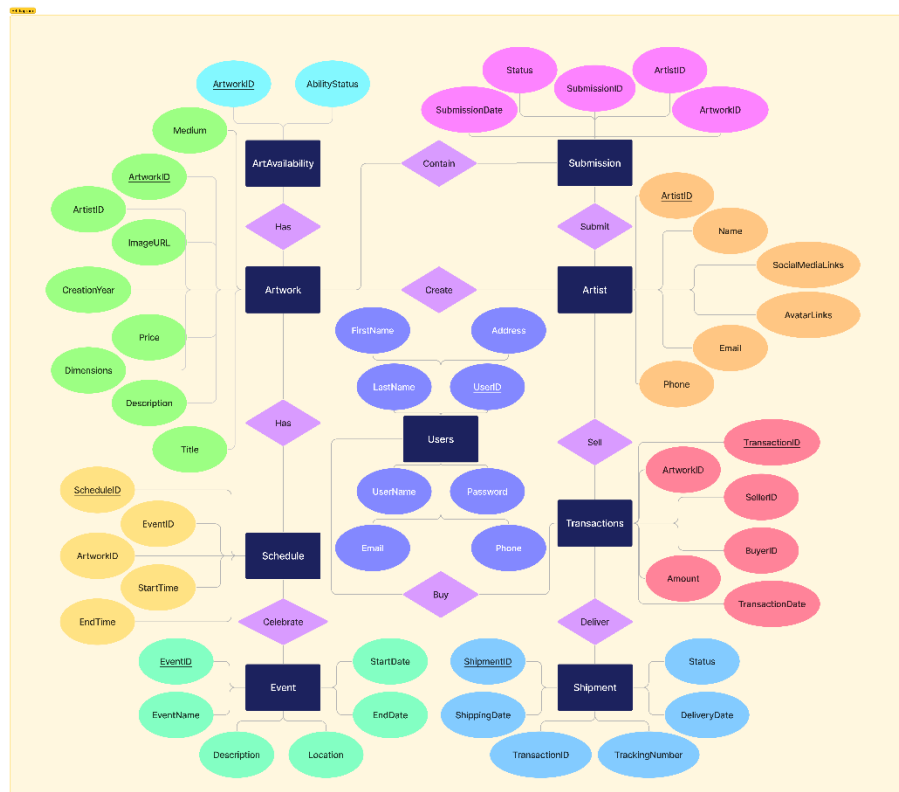 ArtworkID
AbilityStatus
Status
ArtistID
SubmissionID
SubmissionDate
ArtworkID
Medium
ArtAvailability
Contain
Submission
ArtworkID
ArtistID
ImageURL
Has
Submit
ArtistID
Name
SocialMediaLinks
CreationYear
Artwork
Create
Artist
AvatarLinks
Price
FirstName
Address
Email
Dimensions
LastName
UserID
Phone
Description
Has
Users
Sell
Title
TransactionID
ArtworkID
ScheduleID
UserName
Password
SellerID
EventID
Transactions
ArtworkID
Schedule
Email
Phone
BuyerID
StartTime
Buy
Amount
EndTime
Celebrate
Deliver
TransactionDate
EventID
StartDate
ShipmentID
Status
Event
Shipment
EventName
EndDate
ShippingDate
DeliveryDate
Description
Location
TransactionID
TrackingNumber